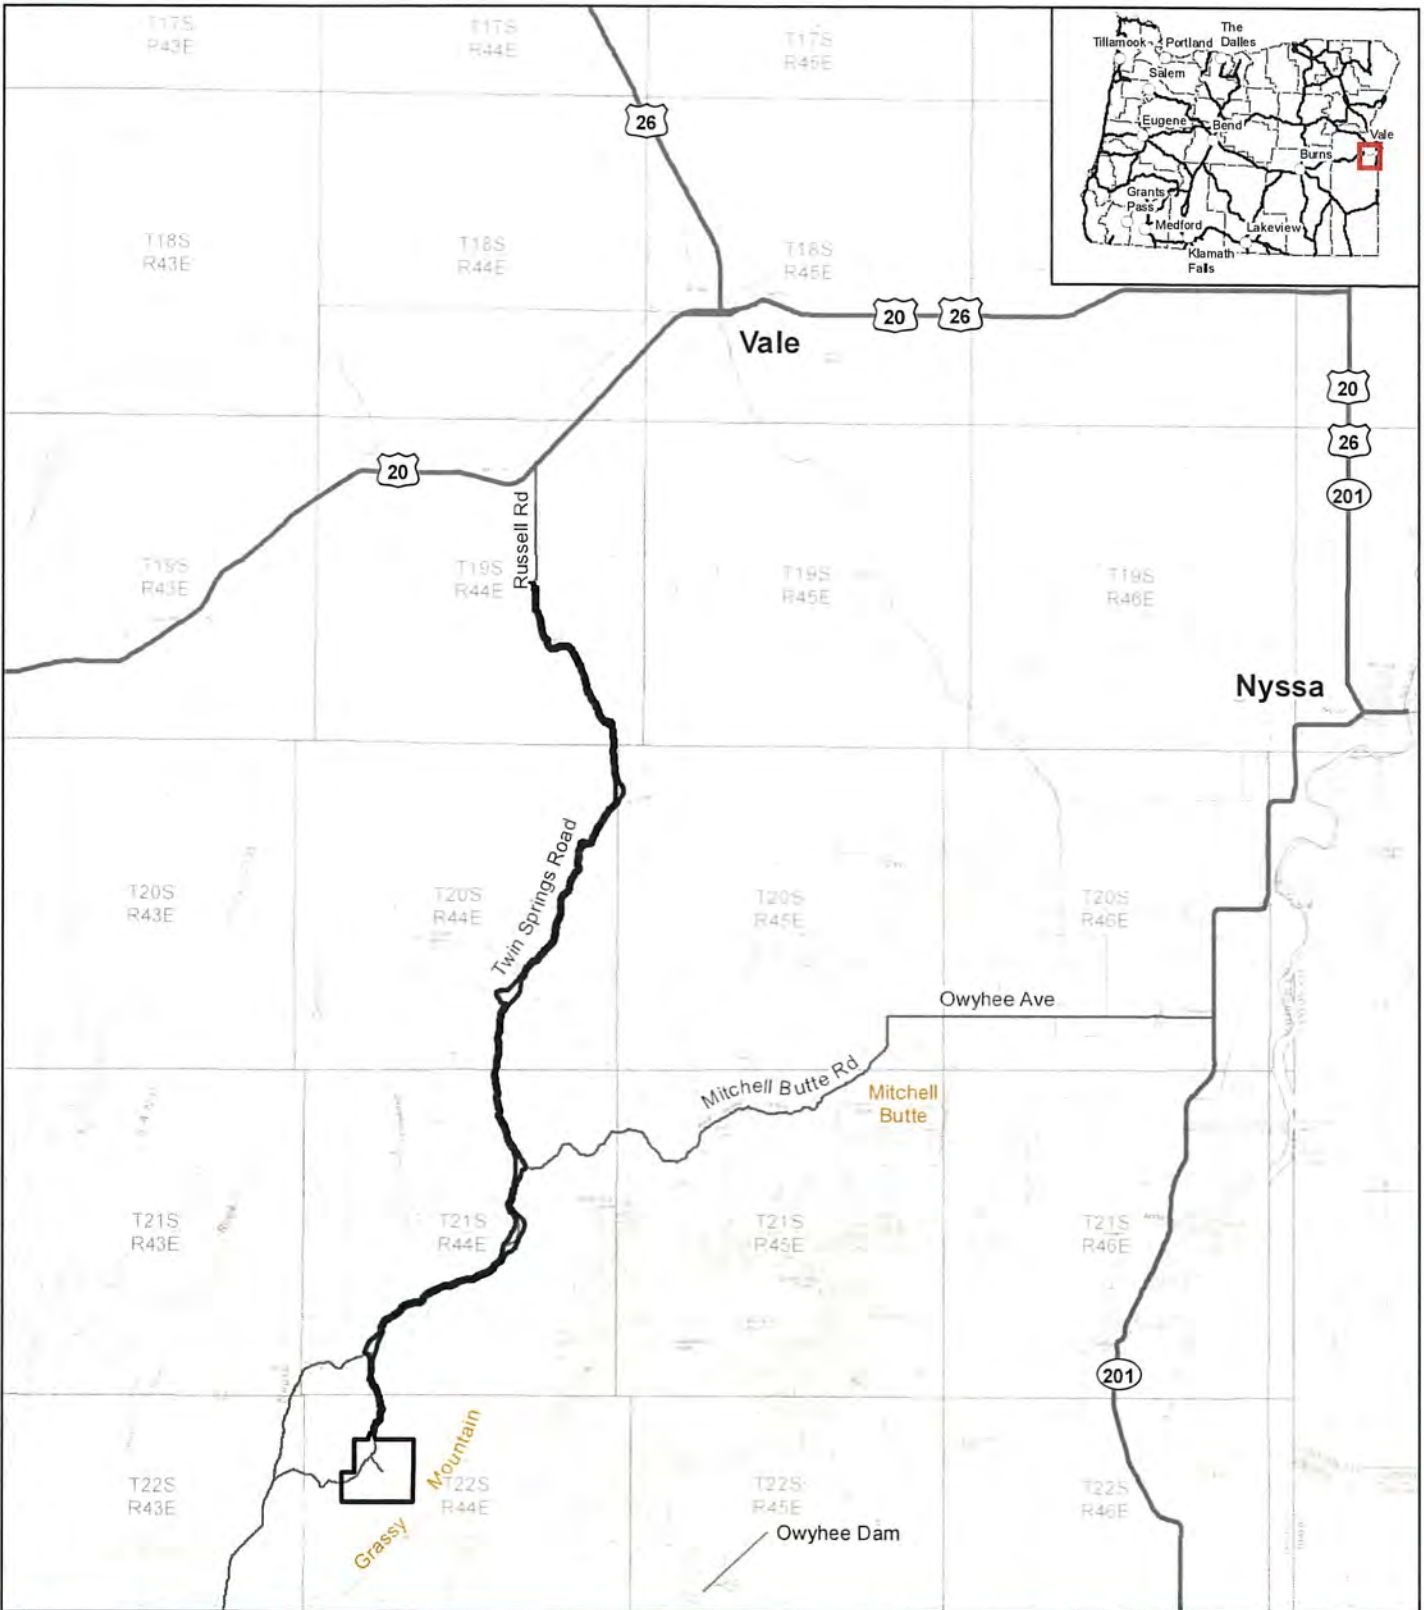 T17S
R43E
T17S
R44E
T17S
R45E
26
The
Tillamook Portland Dalles
Salem
Eugene Bend
Vale
Burns
Grants
Pass
Medford
Lakeview
Klamath
Falls
T18S
R43E
T18S
R44E
T18S
R45E
Vale
20 26
20
26
201
20
Russell Rd
T19S
R43E
T19S
R44E
T19S
R45E
T19S
R46E
Nyssa
Twin Springs Road
T20S
R43E
T20S
R44E
T20S
R45E
T20S
R46E
Owyhee Ave
Mitchell Butte Rd
Mitchell
Butte
T21S
R43E
T21S
R44E
T21S
R45E
T21S
R46E
201
Grassy Mountain
T22S
R43E
T22S
R44E
T22S
R45E
T22S
R46E
Owyhee Dam